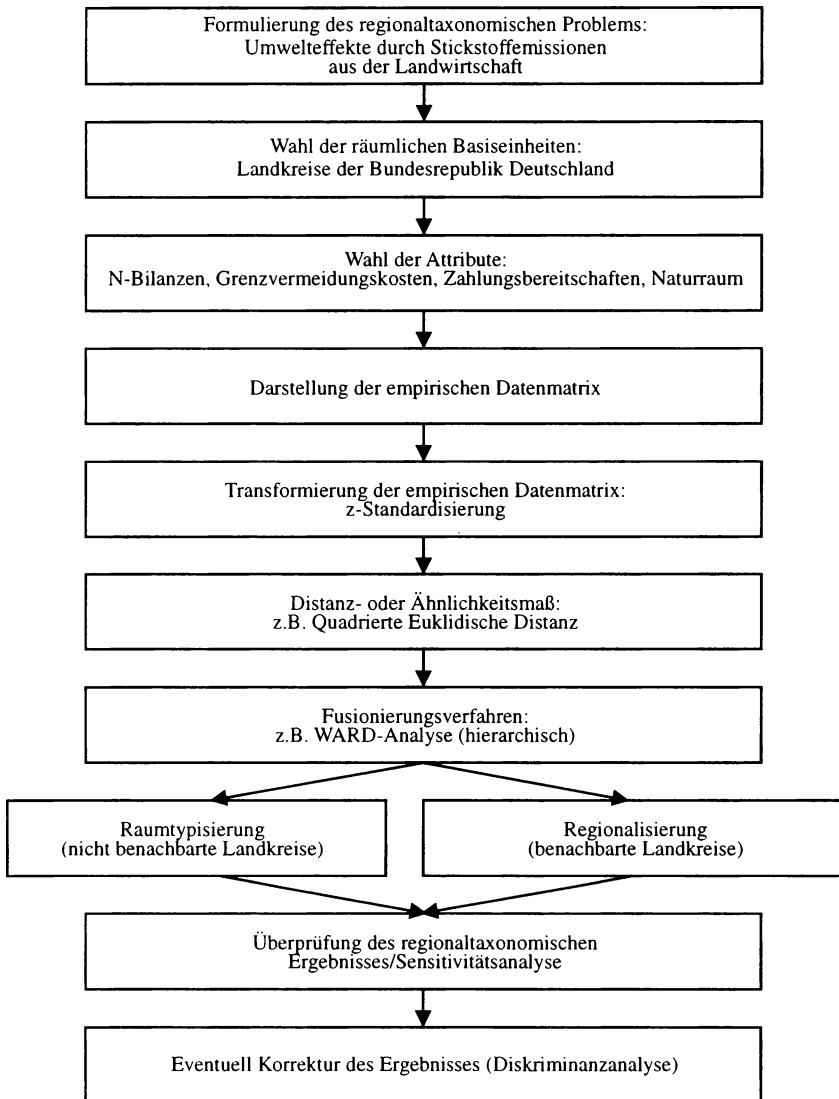 Formulierung des regionaltaxonomischen Problems:
Umwelteffekte durch Stickstoffemissionen
aus der Landwirtschaft
Wahl der räumlichen Basiseinheiten:
Landkreise der Bundesrepublik Deutschland
Wahl der Attribute:
N-Bilanzen, Grenzvermeidungskosten, Zahlungsbereitschaften, Naturraum
Darstellung der empirischen Datenmatrix
Transformierung der empirischen Datenmatrix:
z-Standardisierung
Distanz- oder Ähnlichkeitsmaß:
z.B. Quadrierte Euklidische Distanz
Fusionierungsverfahren:
z.B. WARD-Analyse (hierarchisch)
Raumtypisierung
(nicht benachbarte Landkreise)
Regionalisierung
(benachbarte Landkreise)
Überprüfung des regionaltaxonomischen
Ergebnisses/Sensitivitätsanalyse
Eventuell Korrektur des Ergebnisses (Diskriminanzanalyse)